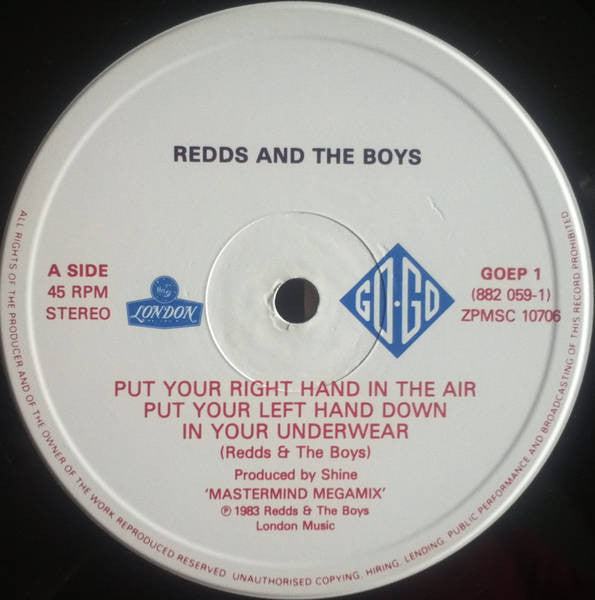 REDDS AND THE BOYS
A SIDE
45 RPM
STEREO
LONDON
GO·GO
GOEP 1
(882 059-1)
ZPMSC 10706
PUT YOUR RIGHT HAND IN THE AIR
PUT YOUR LEFT HAND DOWN
IN YOUR UNDERWEAR
(Redds & The Boys)
Produced by Shine
'MASTERMIND MEGAMIX'
℗ 1983 Redds & The Boys
London Music
ALL RIGHTS OF THE PRODUCER AND OF THE OWNER OF THE WORK REPRODUCED RESERVED. UNAUTHORISED COPYING, HIRING, LENDING, PUBLIC PERFORMANCE AND BROADCASTING OF THIS RECORD PROHIBITED